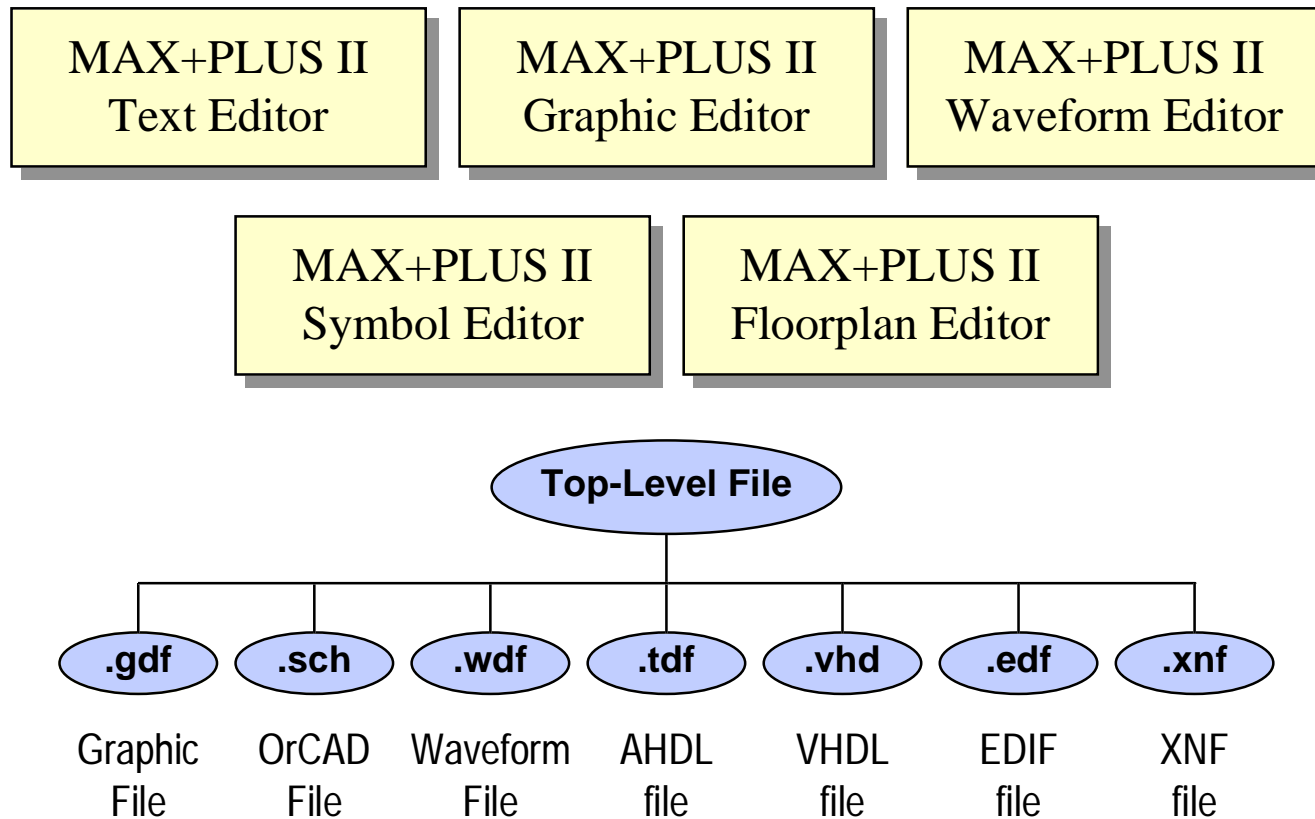 MAX+PLUS II
Text Editor
MAX+PLUS II
Graphic Editor
MAX+PLUS II
Waveform Editor
MAX+PLUS II
Symbol Editor
MAX+PLUS II
Floorplan Editor
Top-Level File
.gdf
.sch
.wdf
.tdf
.vhd
.edf
.xnf
Graphic
File
OrCAD
File
Waveform
File
AHDL
file
VHDL
file
EDIF
file
XNF
file